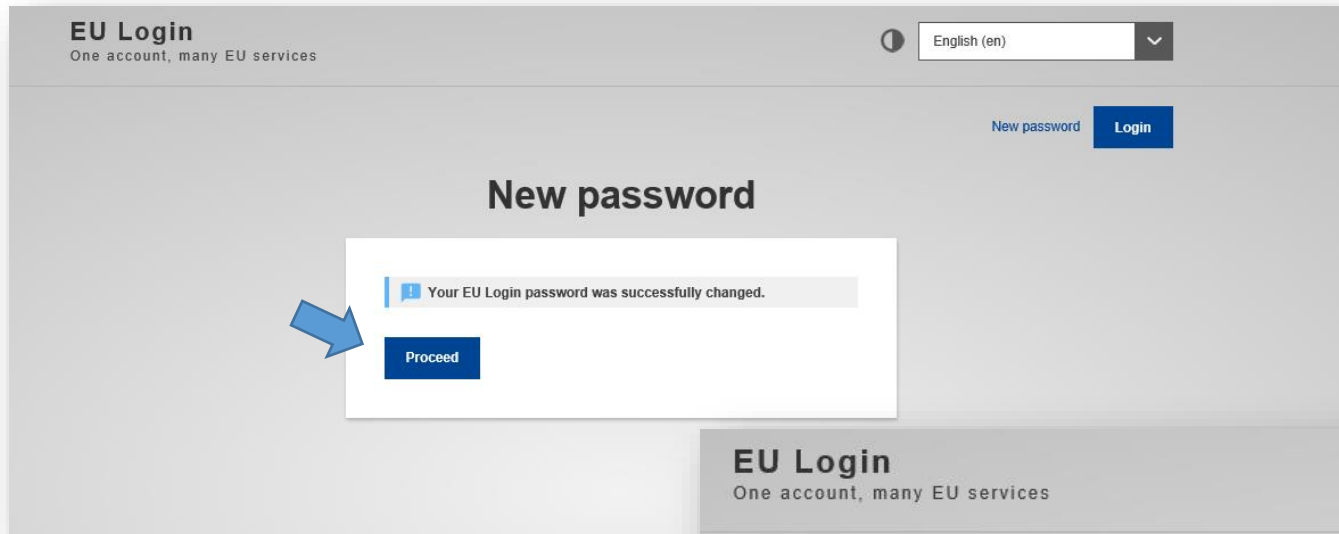 EU Login
One account, many EU services
English (en)
New password
Login
New password
Your EU Login password was successfully changed.
Proceed
EU Login
One account, many EU services